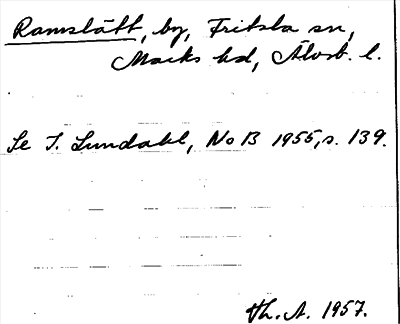 Ramslätt, by, Fritsla sn,
Marks hd, Älvsb. l.
Se I. Lundahl, NoB 1955, s. 139.
Th. A. 1957.